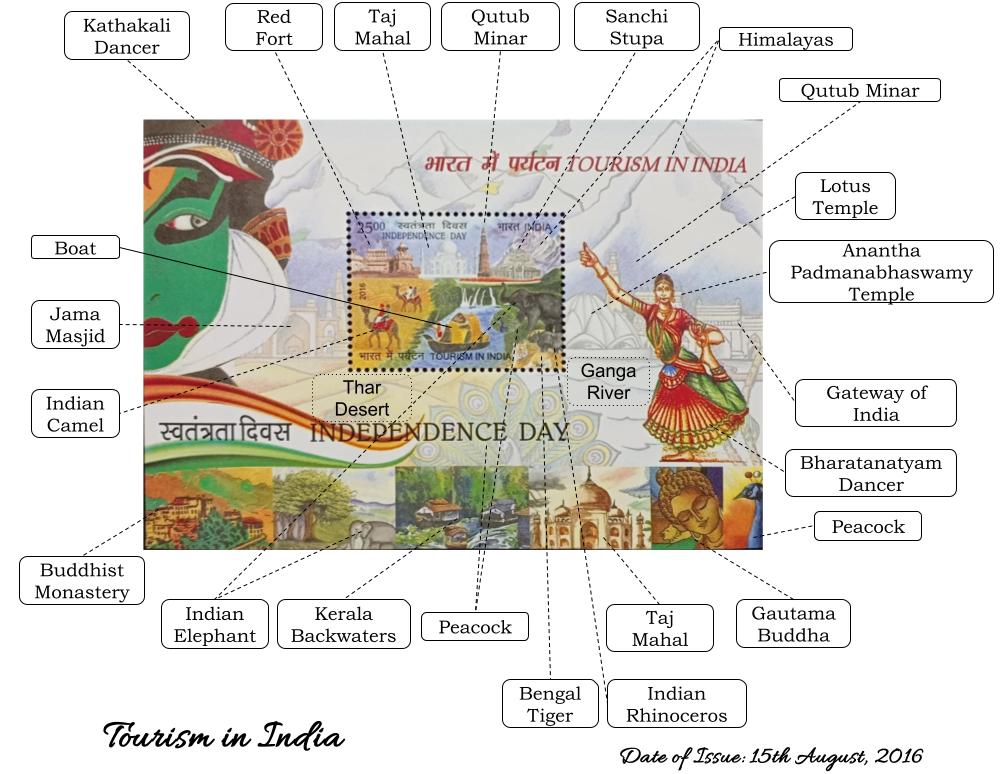 Kathakali
Dancer
Red
Fort
Taj
Mahal
Qutub
Minar
Sanchi
Stupa
Himalayas
Qutub Minar
भारत में पर्यटन TOURISM IN INDIA
Lotus
Temple
2500 स्वतंत्रता दिवस भारत INDIA
INDEPENDENCE DAY
Boat
Anantha
Padmanabhaswamy
Temple
2016
Jama
Masjid
भारत में पर्यटन TOURISM IN INDIA
Ganga
River
Thar
Desert
Indian
Camel
Gateway of
India
स्वतंत्रता दिवस INDEPENDENCE DAY
Bharatanatyam
Dancer
Peacock
Buddhist
Monastery
Indian
Elephant
Kerala
Backwaters
Peacock
Taj
Mahal
Gautama
Buddha
Bengal
Tiger
Indian
Rhinoceros
Tourism in India
Date of Issue: 15th August, 2016